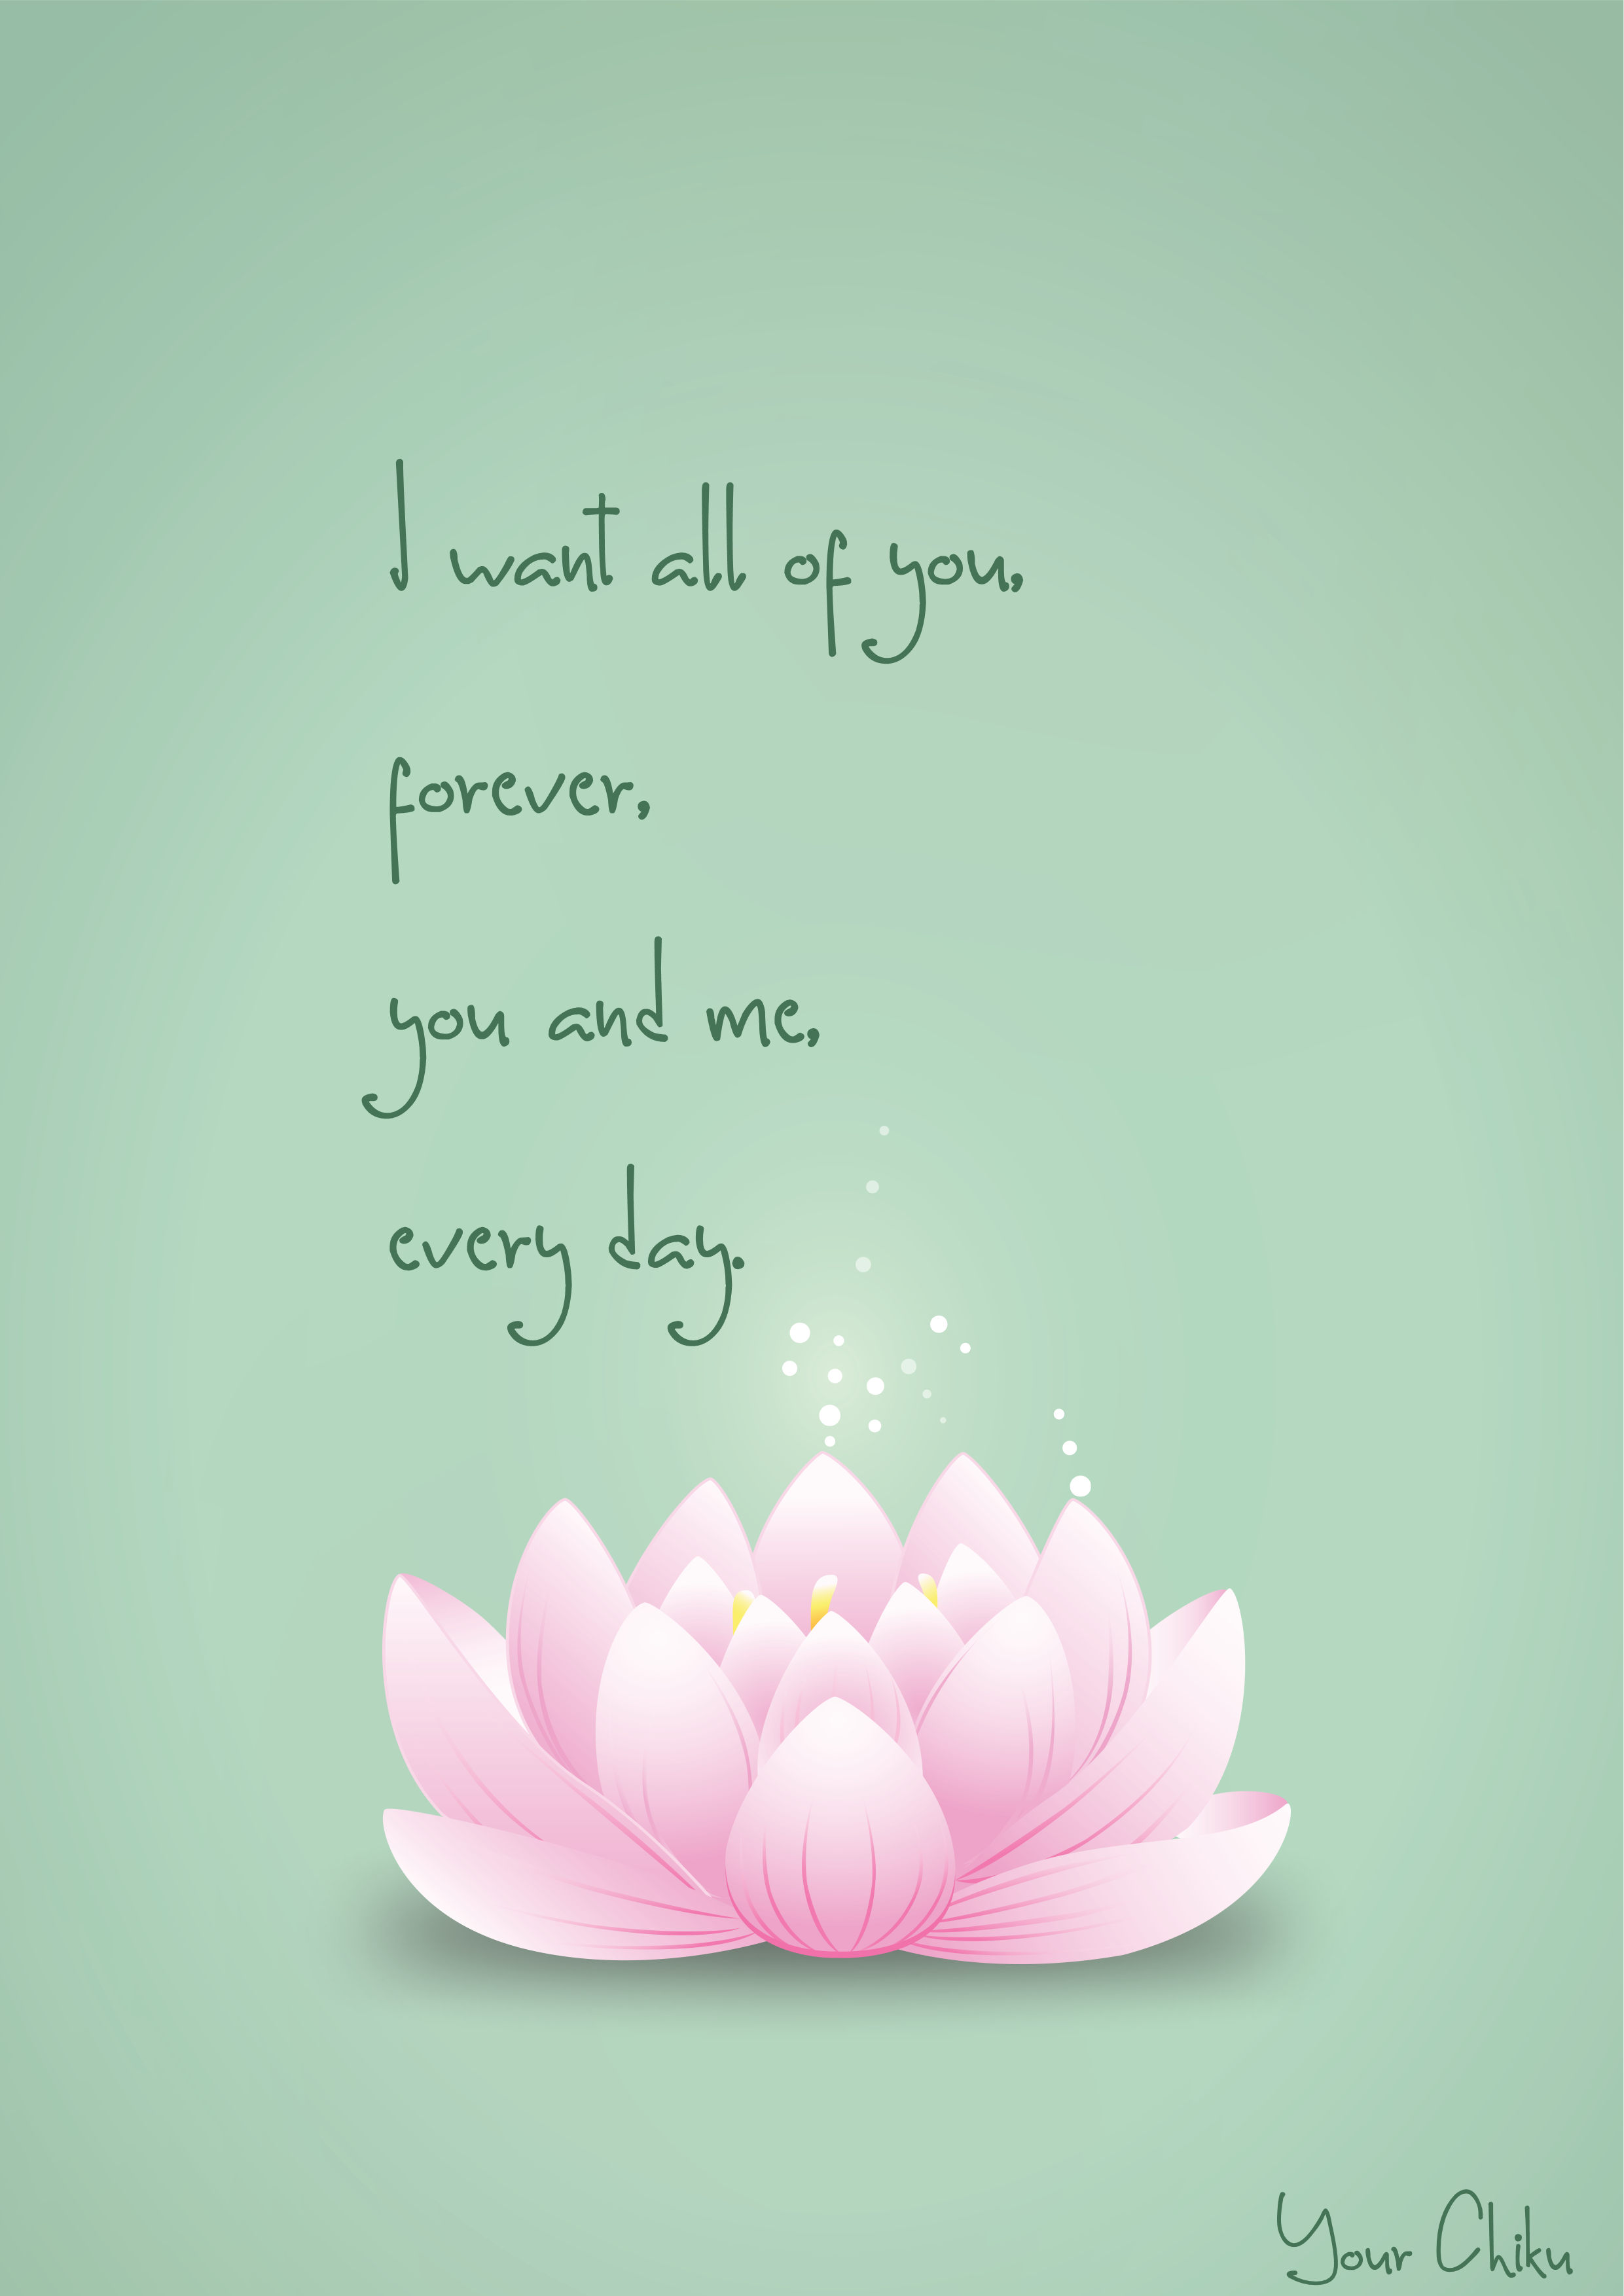 I want all of you,
forever,
you and me,
every day.
Your Chiku